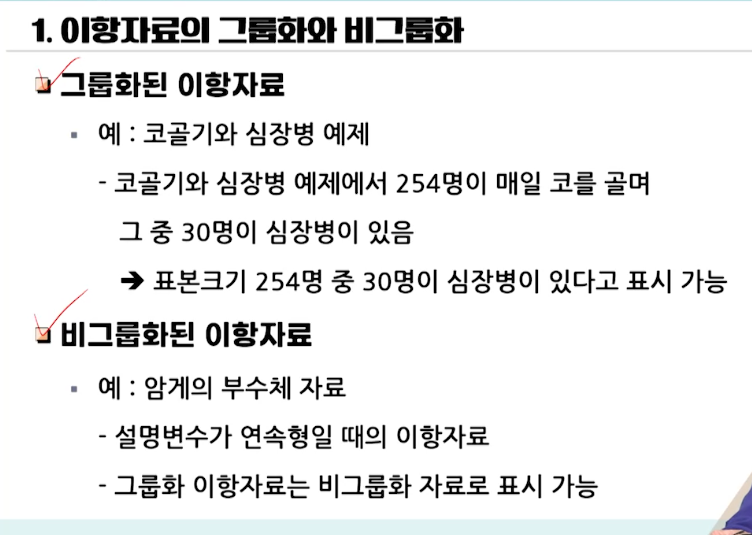 1. 이항자료의 그룹화와 비그룹화
그룹화된 이항자료
▪ 예 : 코골기와 심장병 예제
- 코골기와 심장병 예제에서 254명이 매일 코를 골며
그 중 30명이 심장병이 있음
➔ 표본크기 254명 중 30명이 심장병이 있다고 표시 가능
비그룹화된 이항자료
▪ 예 : 암게의 부수체 자료
- 설명변수가 연속형일 때의 이항자료
- 그룹화 이항자료는 비그룹화 자료로 표시 가능